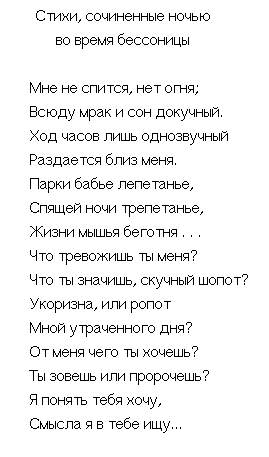 Стихи, сочиненные ночью
во время бессоницы
Мне не спится, нет огня;
Всюду мрак и сон докучный.
Ход часов лишь однозвучный
Раздается близ меня.
Парки бабье лепетанье,
Спящей ночи трепетанье,
Жизни мышья беготня . . .
Что тревожишь ты меня?
Что ты значишь, скучный шопот?
Укоризна, или ропот
Мной утраченного дня?
От меня чего ты хочешь?
Ты зовешь или пророчешь?
Я понять тебя хочу,
Смысла я в тебе ищу...